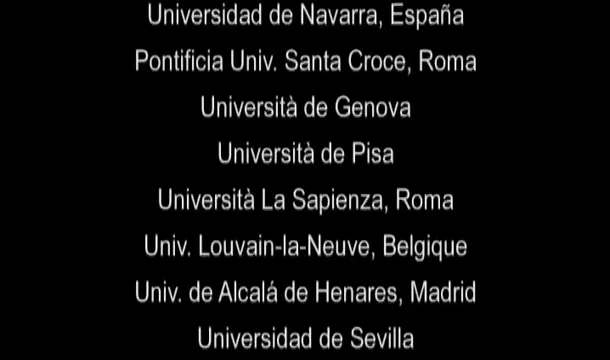 Universidad de Navarra, España
Pontificia Univ. Santa Croce, Roma
Università de Genova
Università de Pisa
Università La Sapienza, Roma
Univ. Louvain-la-Neuve, Belgique
Univ. de Alcalá de Henares, Madrid
Universidad de Sevilla